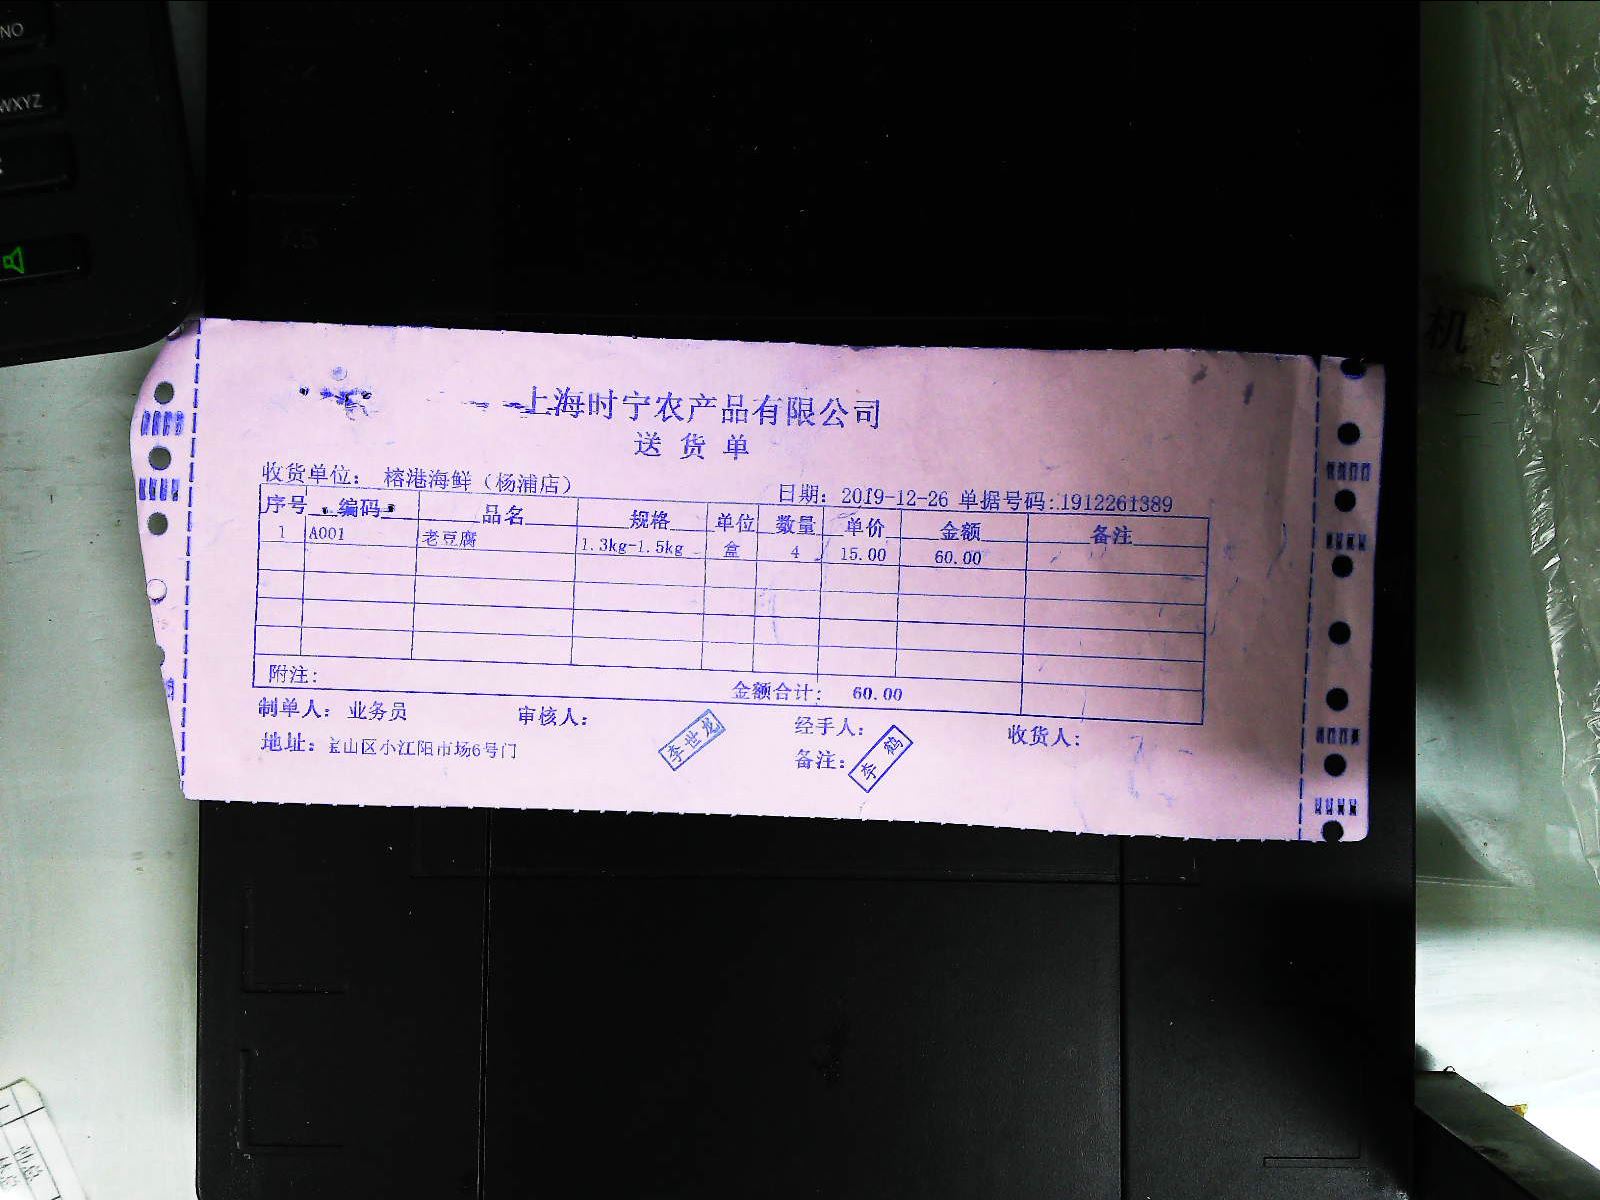 NO
WXYZ
A5
机
上海时宁农产品有限公司
送货单
收货单位： 榕港海鲜（杨浦店） 日期：2019-12-26 单据号码：1912261389
序号 编码 品名 规格 单位 数量 单价 金额 备注
1 A001 老豆腐 1.3kg-1.5kg 盒 4 15.00 60.00
附注： 金额合计： 60.00
制单人：业务员 审核人： 经手人： 收货人：
李世龙
地址：宝山区小江阳市场6号门 备注：
李鹤